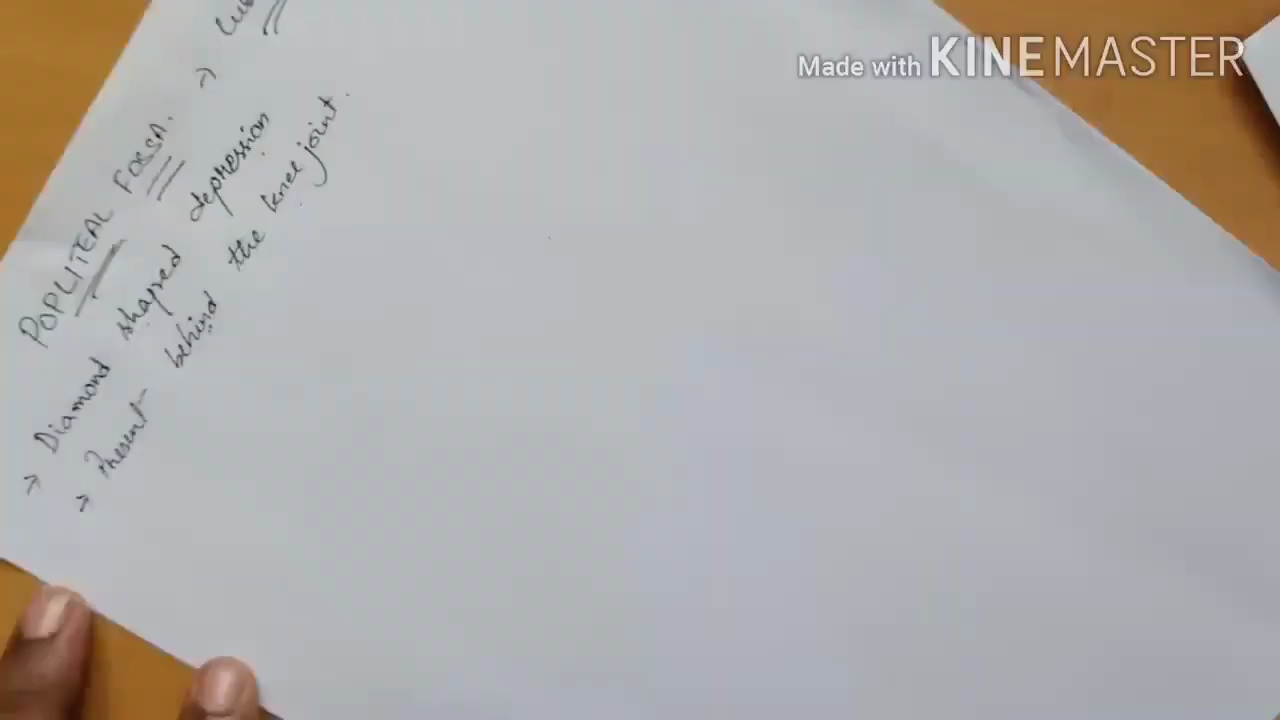 POPLITEAL FOSSA. →
→ Diamond shaped depression
→ Present behind the knee joint.
Made with KINEMASTER